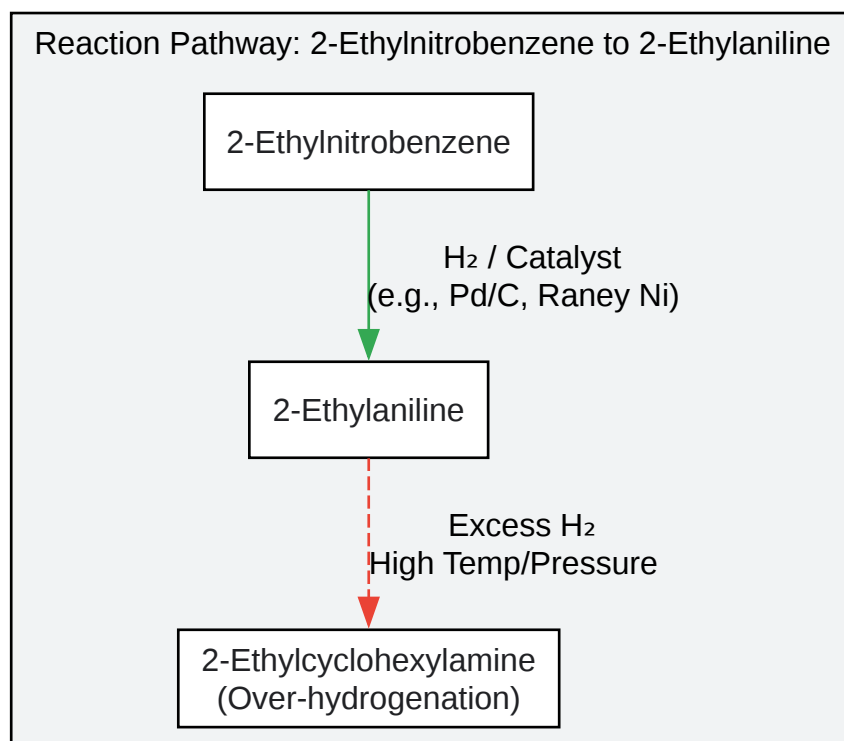 Reaction Pathway: 2-Ethylnitrobenzene to 2-Ethylaniline
2-Ethylnitrobenzene
H₂ / Catalyst
(e.g., Pd/C, Raney Ni)
2-Ethylaniline
Excess H₂
High Temp/Pressure
2-Ethylcyclohexylamine
(Over-hydrogenation)